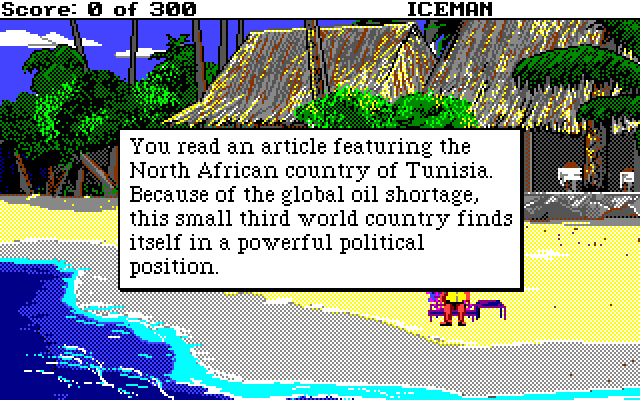 Score: 0 of 300 ICEMAN
You read an article featuring the
North African country of Tunisia.
Because of the global oil shortage,
this small third world country finds
itself in a powerful political
position.